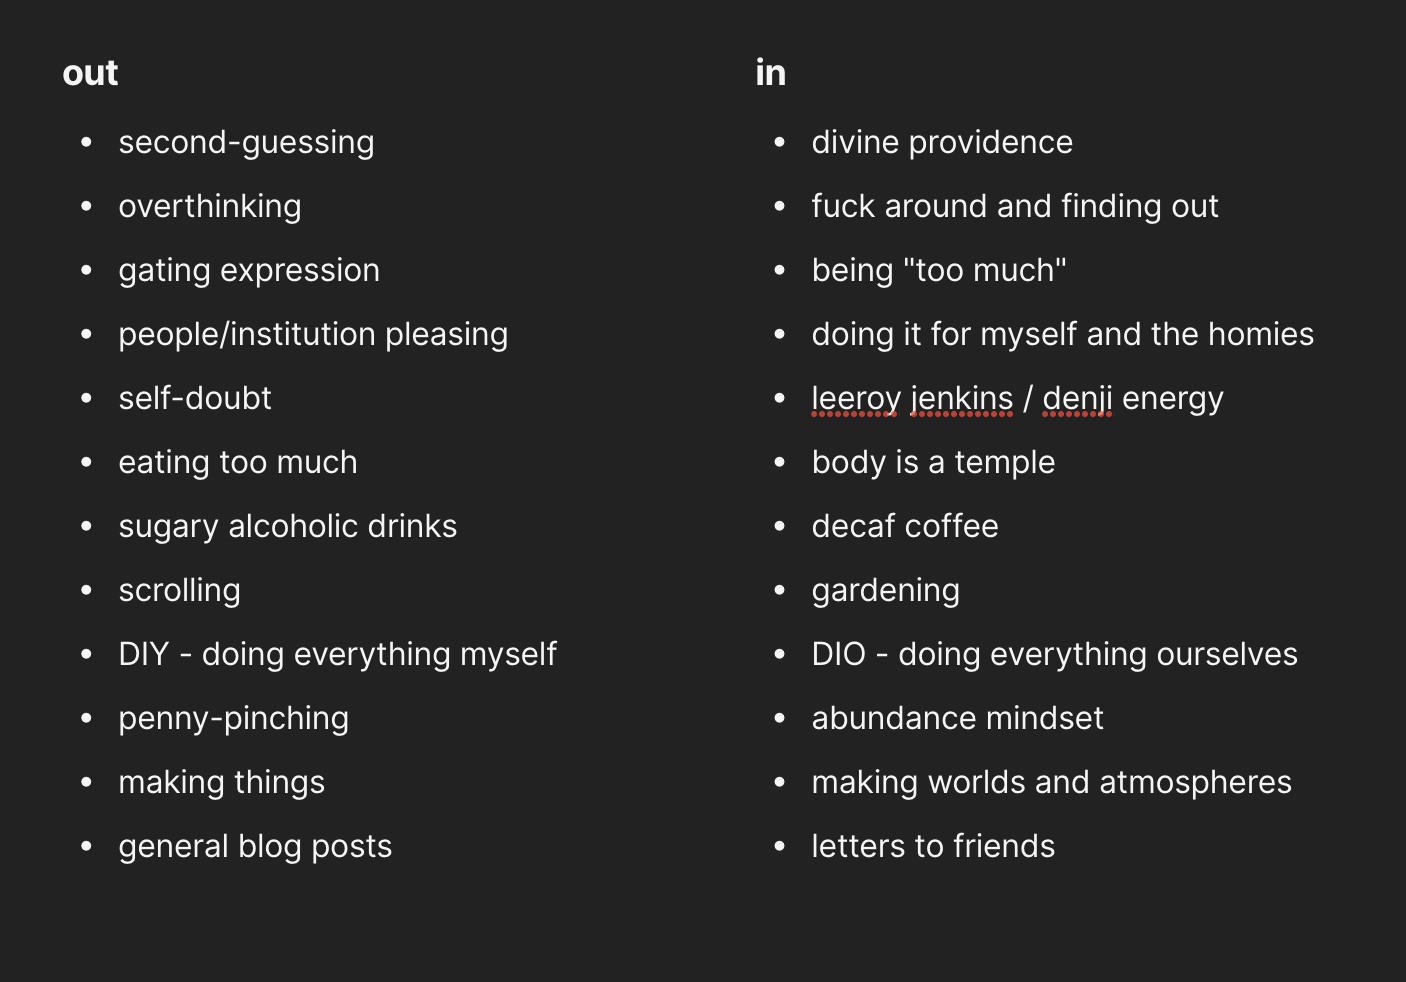 out
• second-guessing
• overthinking
• gating expression
• people/institution pleasing
• self-doubt
• eating too much
• sugary alcoholic drinks
• scrolling
• DIY - doing everything myself
• penny-pinching
• making things
• general blog posts
in
• divine providence
• fuck around and finding out
• being "too much"
• doing it for myself and the homies
• leeroy jenkins / denji energy
• body is a temple
• decaf coffee
• gardening
• DIO - doing everything ourselves
• abundance mindset
• making worlds and atmospheres
• letters to friends